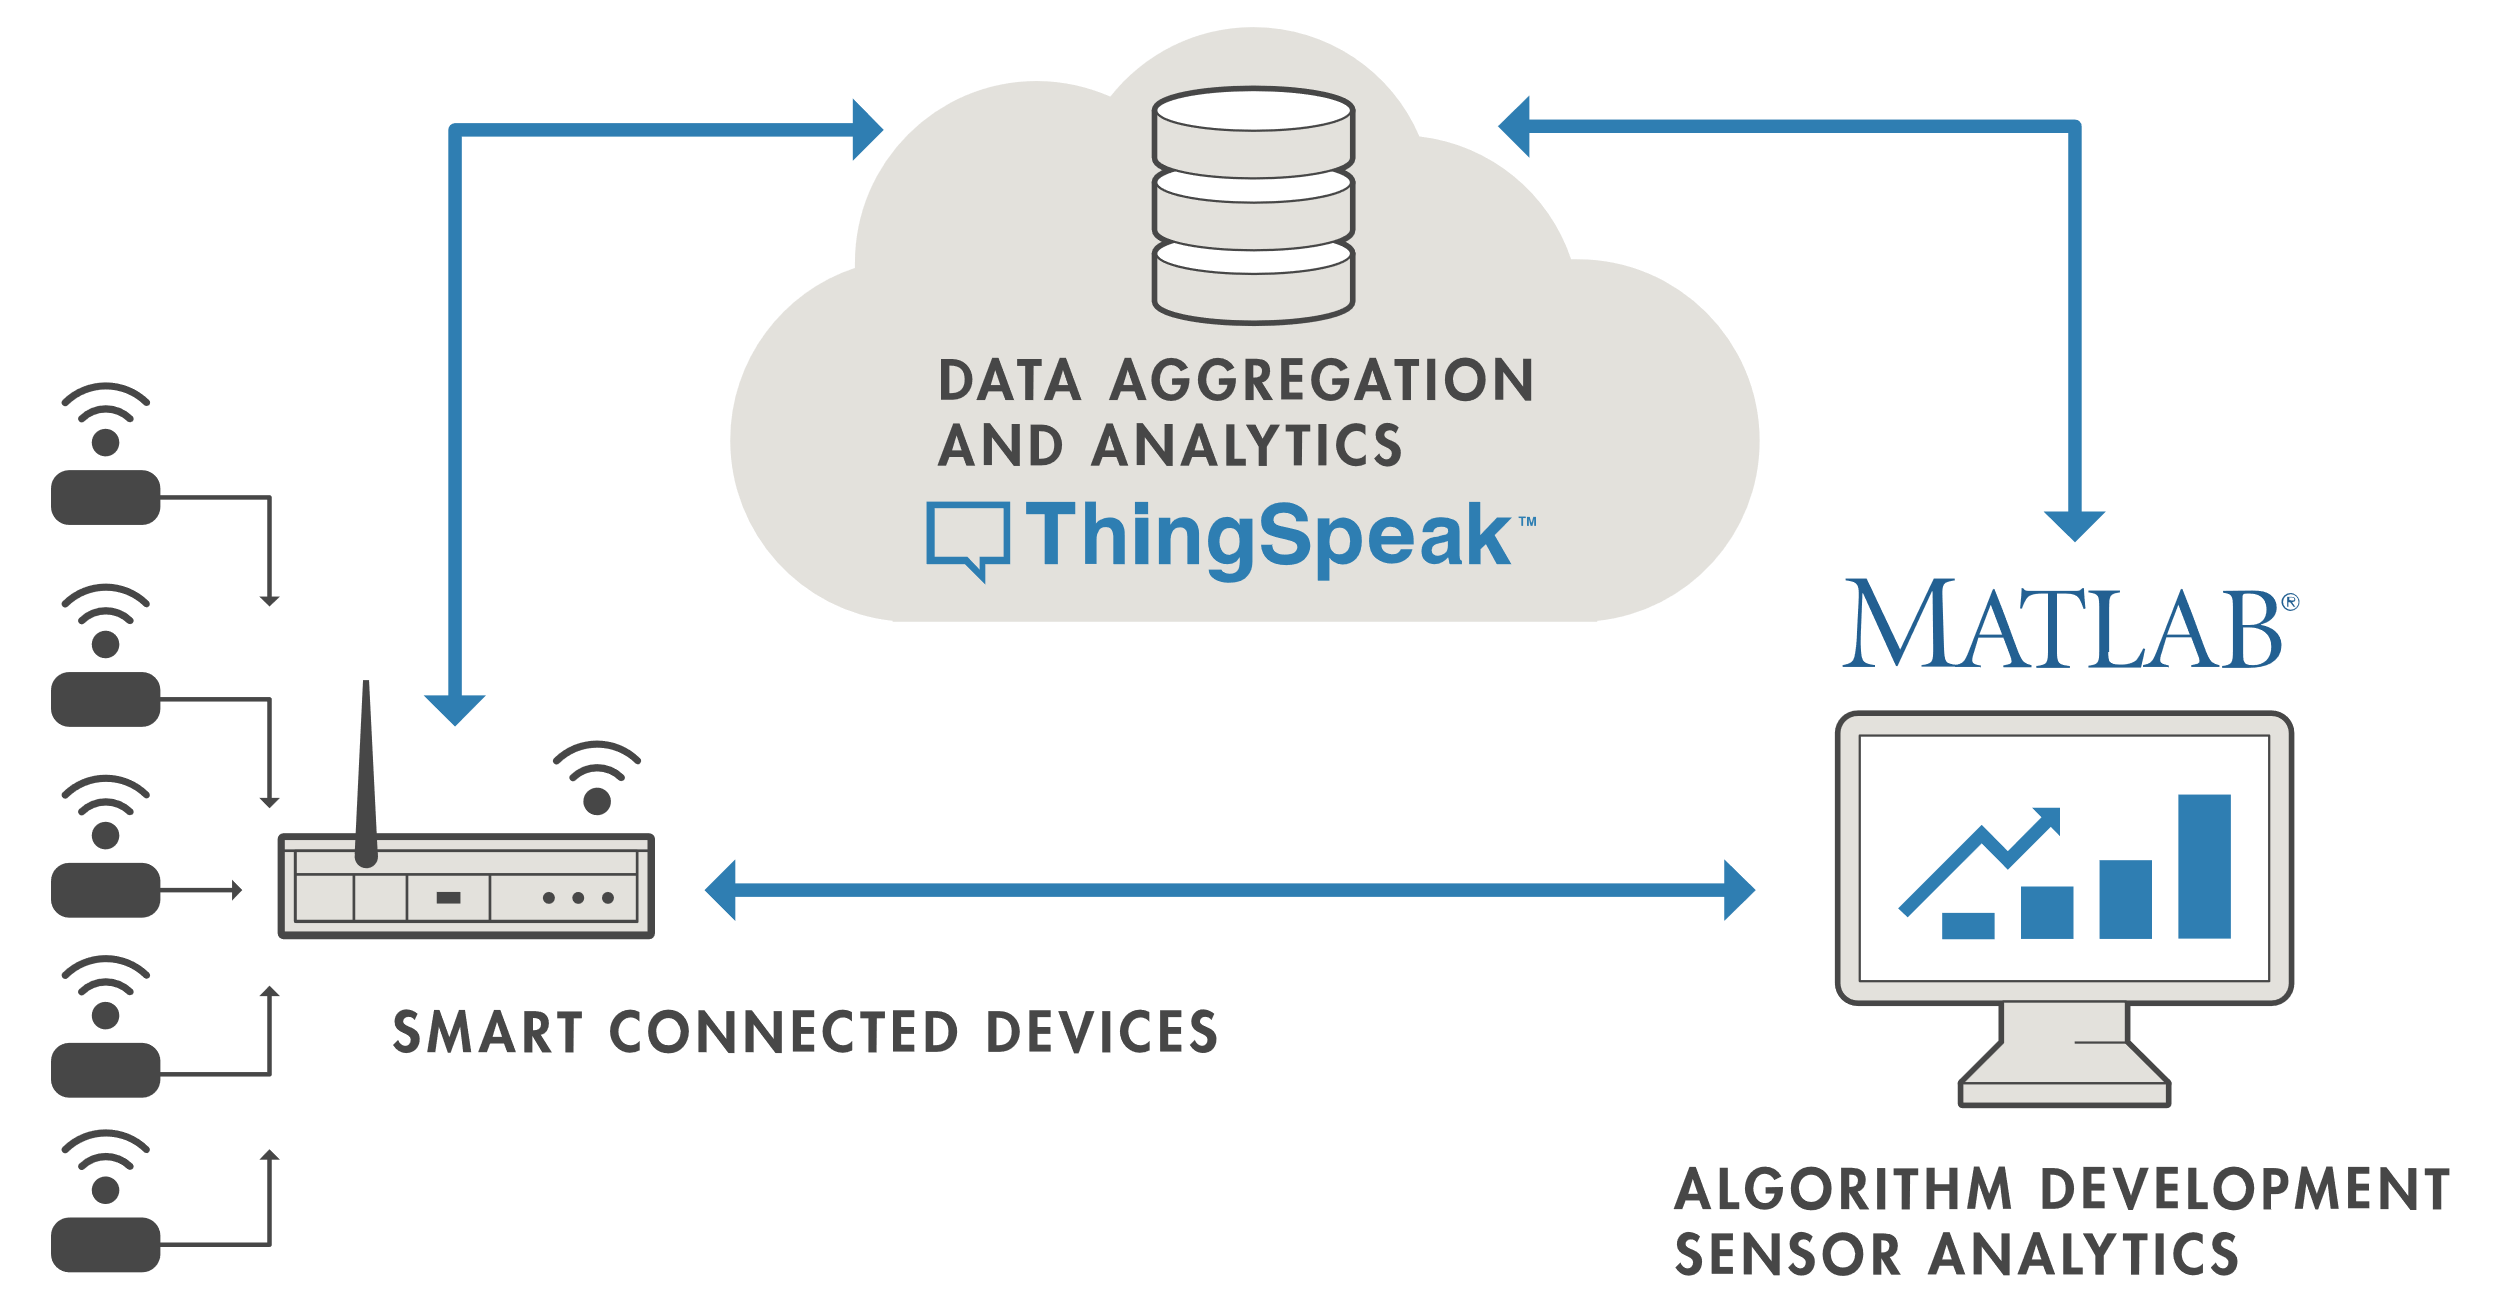 DATA AGGREGATION
AND ANALYTICS
ThingSpeak™
MATLAB®
SMART CONNECTED DEVICES
ALGORITHM DEVELOPMENT
SENSOR ANALYTICS